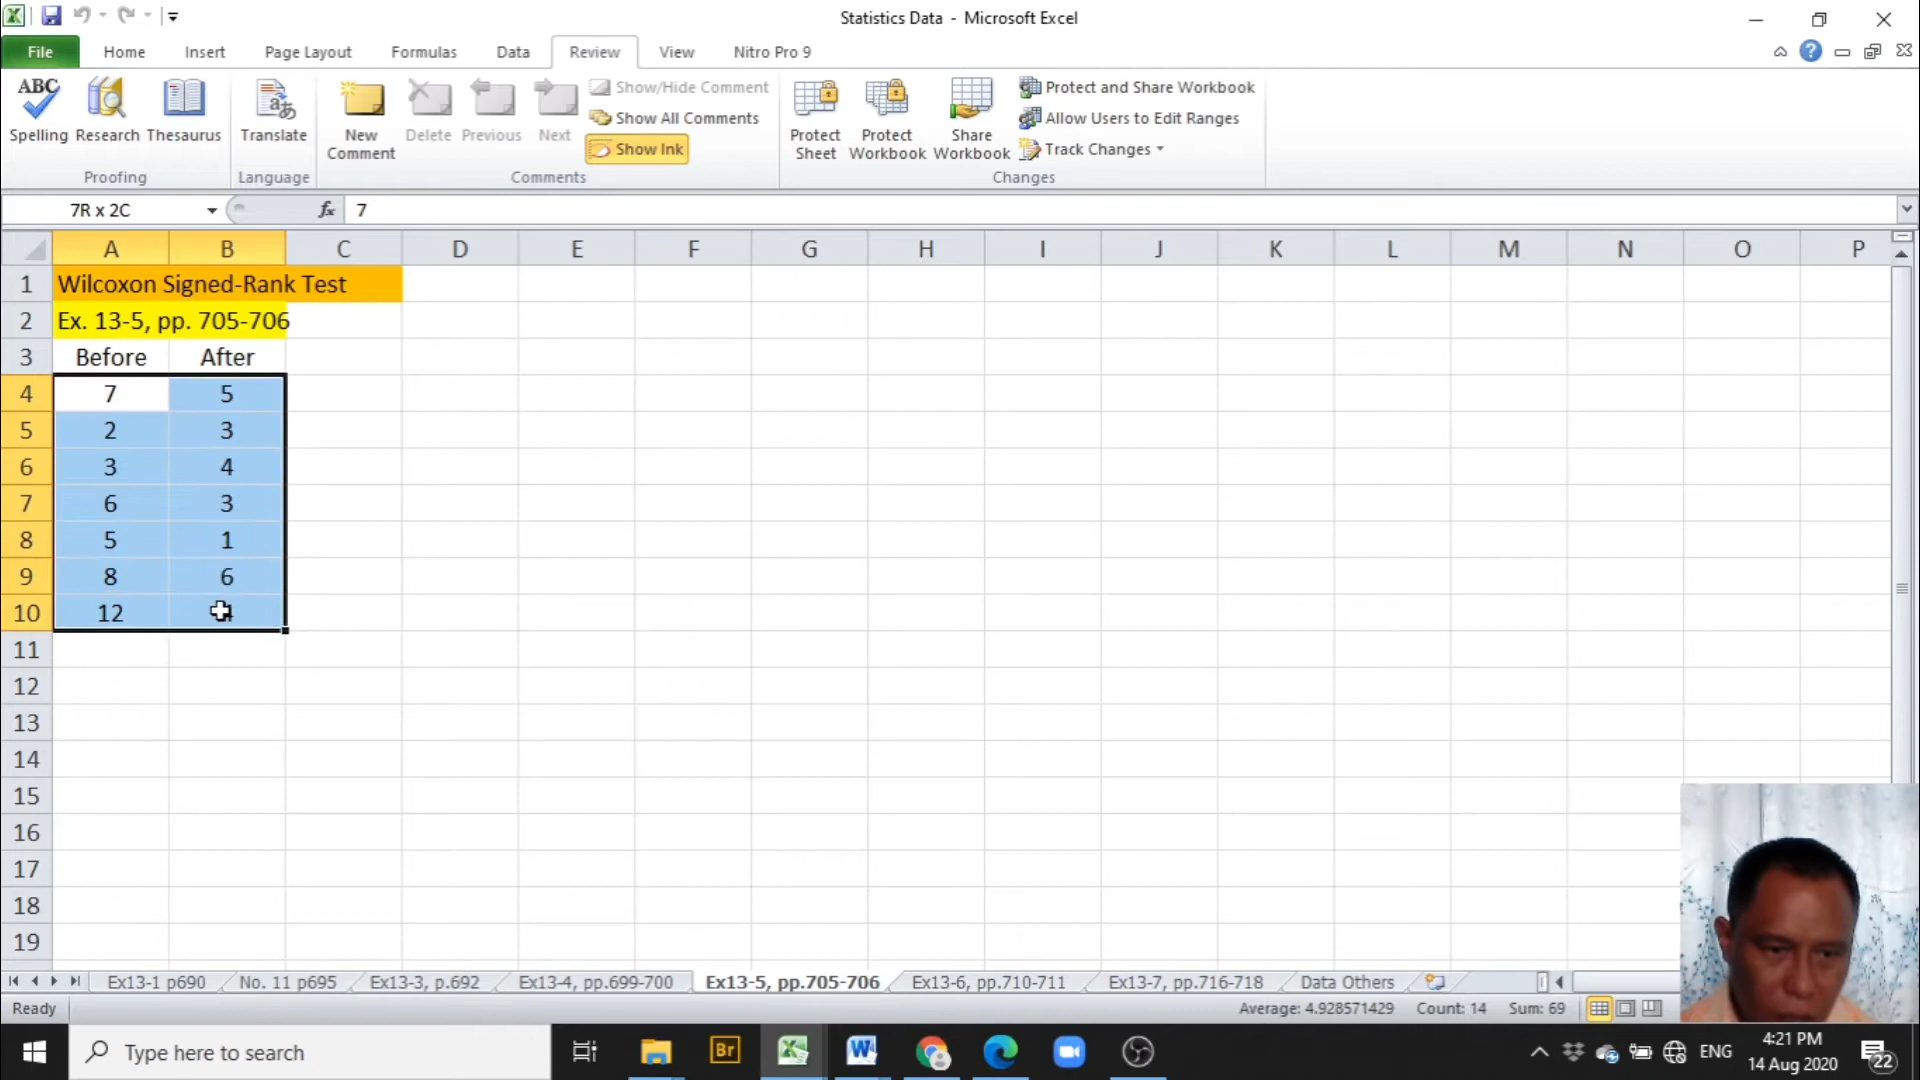 Statistics Data - Microsoft Excel
File Home Insert Page Layout Formulas Data Review View Nitro Pro 9
ABC
Spelling Research Thesaurus
Proofing
Translate
Language
New Comment
Delete Previous Next
Show/Hide Comment
Show All Comments
Show Ink
Comments
Protect Sheet
Protect Workbook
Share Workbook
Protect and Share Workbook
Allow Users to Edit Ranges
Track Changes
Changes
7R x 2C fx 7
A B C D E F G H I J K L M N O P
1 Wilcoxon Signed-Rank Test
2 Ex. 13-5, pp. 705-706
3 Before After
4 7 5
5 2 3
6 3 4
7 6 3
8 5 1
9 8 6
10 12
11
12
13
14
15
16
17
18
19
Ex13-1 p690 No. 11 p695 Ex13-3, p.692 Ex13-4, pp.699-700 Ex13-5, pp.705-706 Ex13-6, pp.710-711 Ex13-7, pp.716-718 Data Others
Ready Average: 4.928571429 Count: 14 Sum: 69
Type here to search
Br
ENG
4:21 PM
14 Aug 2020
22